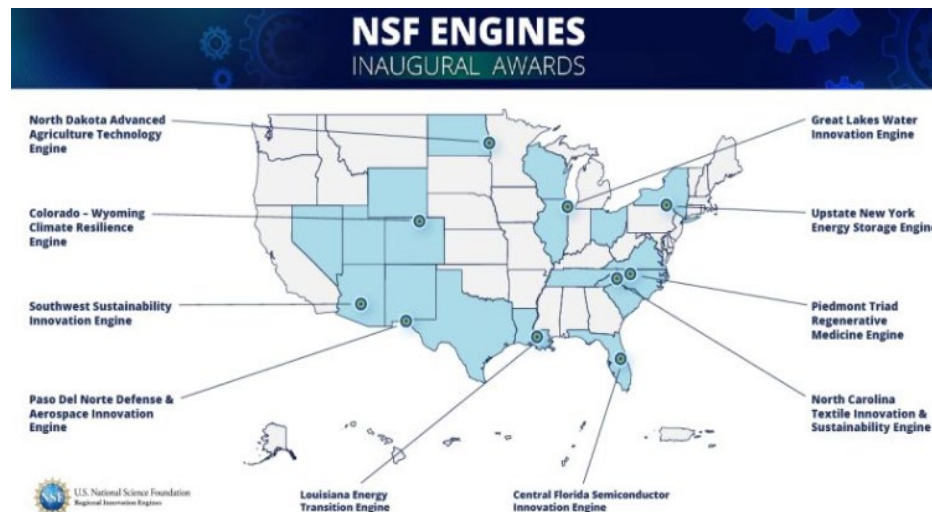 NSF ENGINES
INAUGURAL AWARDS
North Dakota Advanced
Agriculture Technology
Engine
Great Lakes Water
Innovation Engine
Colorado – Wyoming
Climate Resilience
Engine
Upstate New York
Energy Storage Engine
Southwest Sustainability
Innovation Engine
Piedmont Triad
Regenerative
Medicine Engine
Paso Del Norte Defense &
Aerospace Innovation
Engine
North Carolina
Textile Innovation &
Sustainability Engine
Louisiana Energy
Transition Engine
Central Florida Semiconductor
Innovation Engine
NSF
U.S. National Science Foundation
Regional Innovation Engines